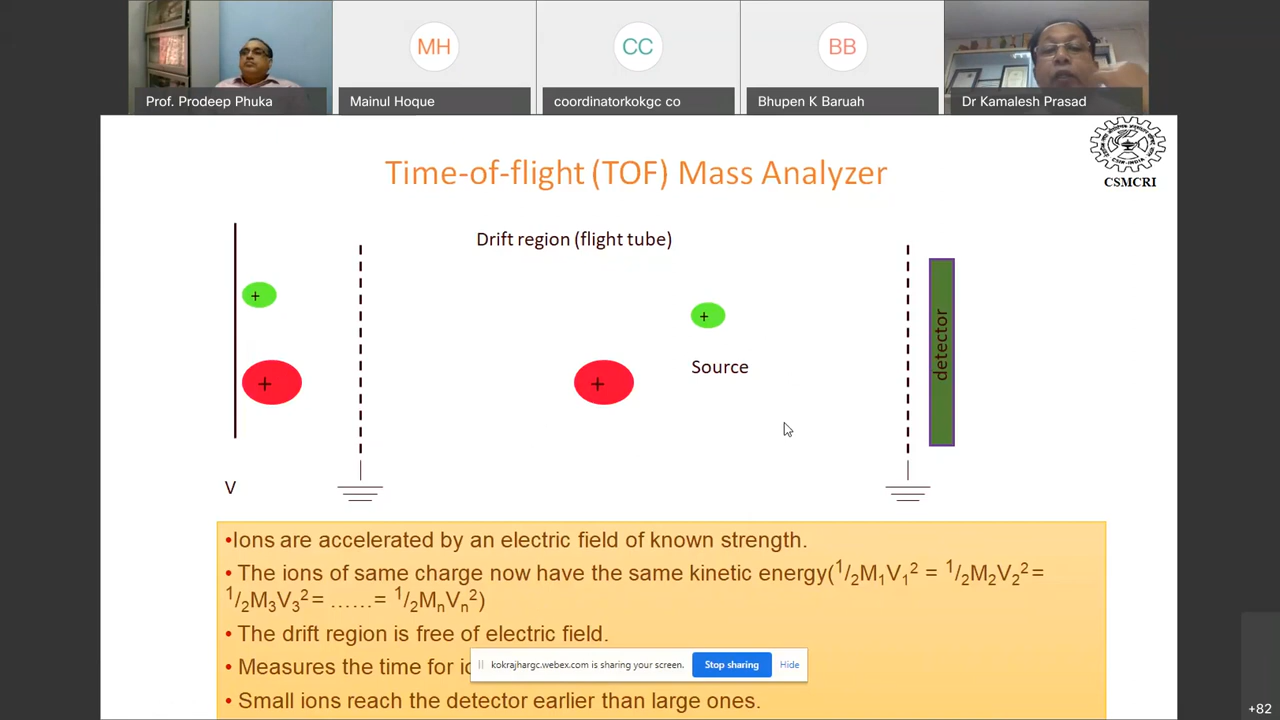 MH
CC
BB
Prof. Prodeep Phuka
Mainul Hoque
coordinatorkokgc co
Bhupen K Baruah
Dr Kamalesh Prasad
Time-of-flight (TOF) Mass Analyzer
CSMCRI
Drift region (flight tube)
+
+
+
+
Source
detector
V
•Ions are accelerated by an electric field of known strength.
• The ions of same charge now have the same kinetic energy(1/2M1V1² = 1/2M2V2² =
1/2M3V3² = ……= 1/2MnVn²)
• The drift region is free of electric field.
• Measures the time for
kokrajhargc.webex.com is sharing your screen.
Stop sharing
Hide
• Small ions reach the detector earlier than large ones.
+82